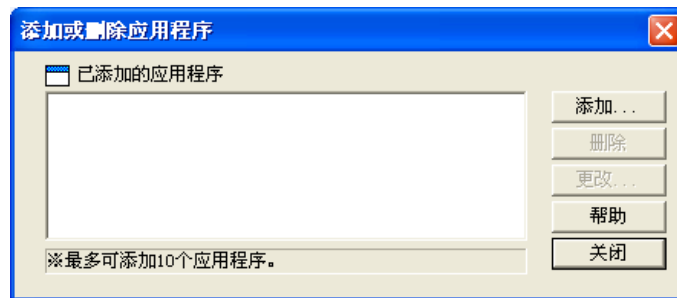 添加或删除应用程序
已添加的应用程序
添加...
删除
更改...
帮助
关闭
※最多可添加10个应用程序。